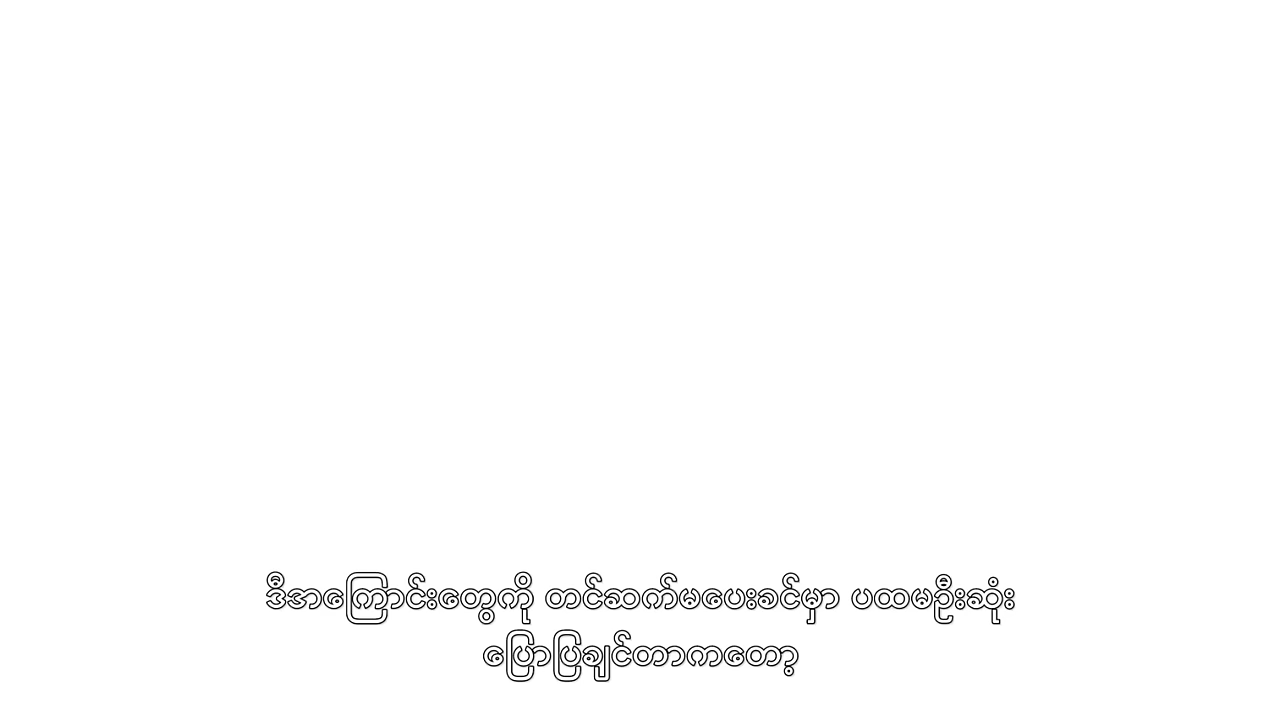 ဒီအကြောင်းတွေကို တင်ဆက်မပေးခင်မှာ ပထမဦးဆုံး
ပြောပြချင်တာကတော့